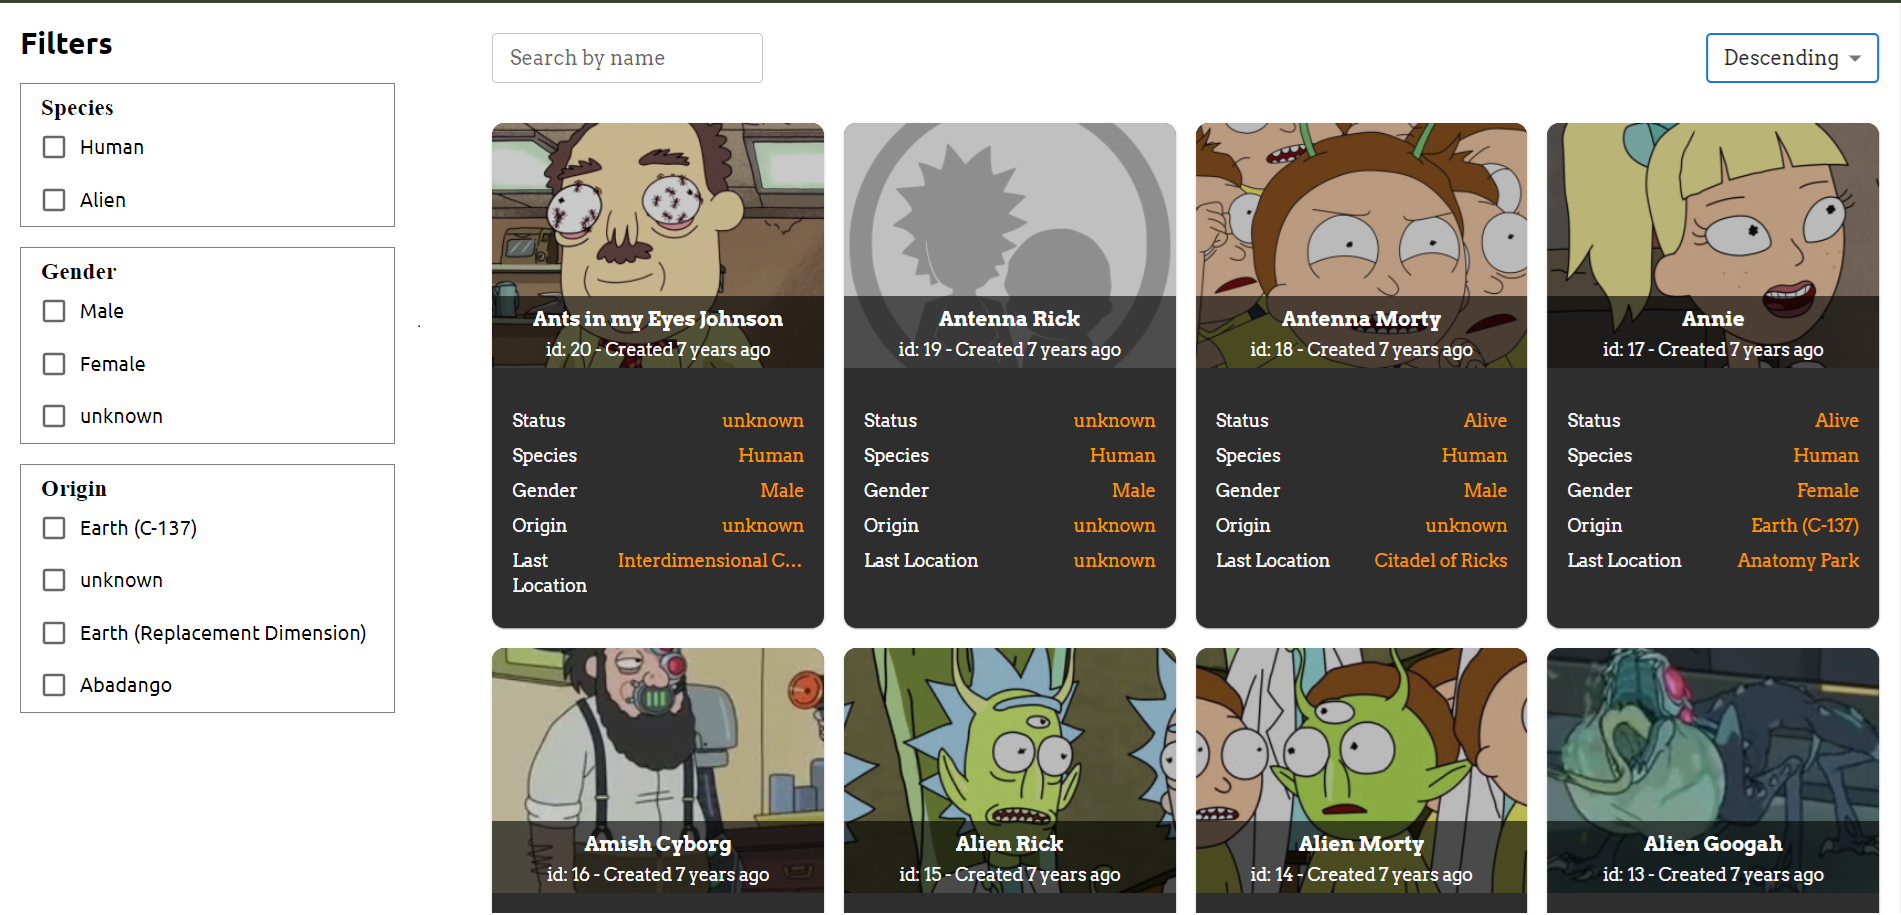 Filters
Species
Human
Alien
Gender
Male
Female
unknown
Origin
Earth (C-137)
unknown
Earth (Replacement Dimension)
Abadango
Search by name
Descending
Ants in my Eyes Johnson
id: 20 - Created 7 years ago
Status unknown
Species Human
Gender Male
Origin unknown
Last Location Interdimensional C...
Antenna Rick
id: 19 - Created 7 years ago
Status unknown
Species Human
Gender Male
Origin unknown
Last Location unknown
Antenna Morty
id: 18 - Created 7 years ago
Status Alive
Species Human
Gender Male
Origin unknown
Last Location Citadel of Ricks
Annie
id: 17 - Created 7 years ago
Status Alive
Species Human
Gender Female
Origin Earth (C-137)
Last Location Anatomy Park
Amish Cyborg
id: 16 - Created 7 years ago
Alien Rick
id: 15 - Created 7 years ago
Alien Morty
id: 14 - Created 7 years ago
Alien Googah
id: 13 - Created 7 years ago